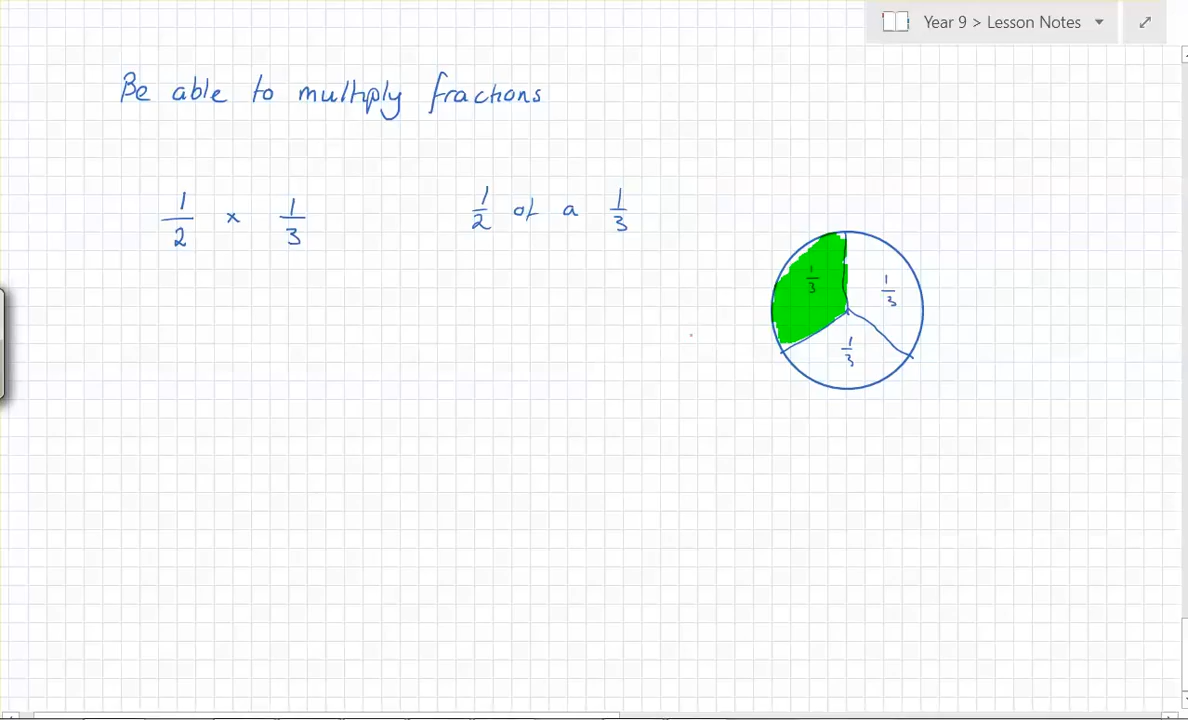 Year 9 > Lesson Notes
Be able to multiply fractions
1/2 x 1/3
1/2 of a 1/3
1/3
1/3
1/3